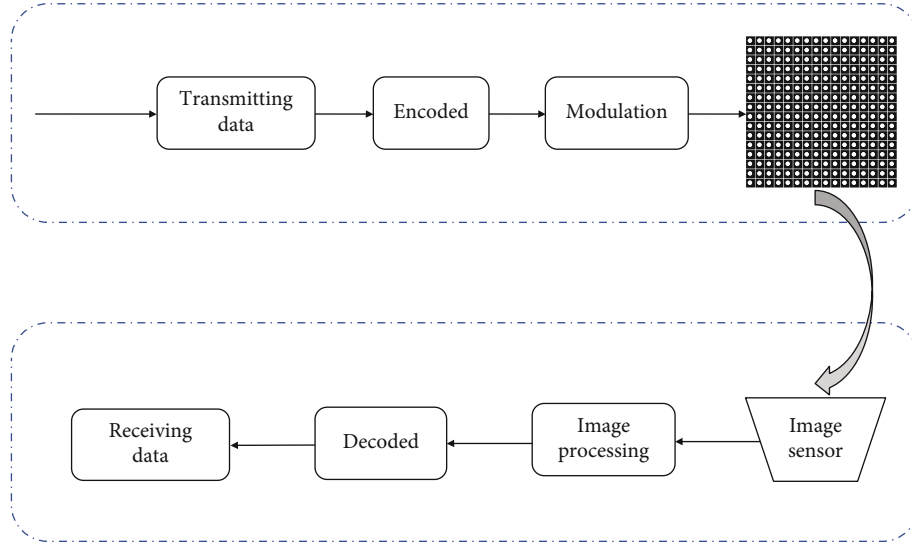 Transmitting
data
Encoded
Modulation
Receiving
data
Decoded
Image
processing
Image
sensor